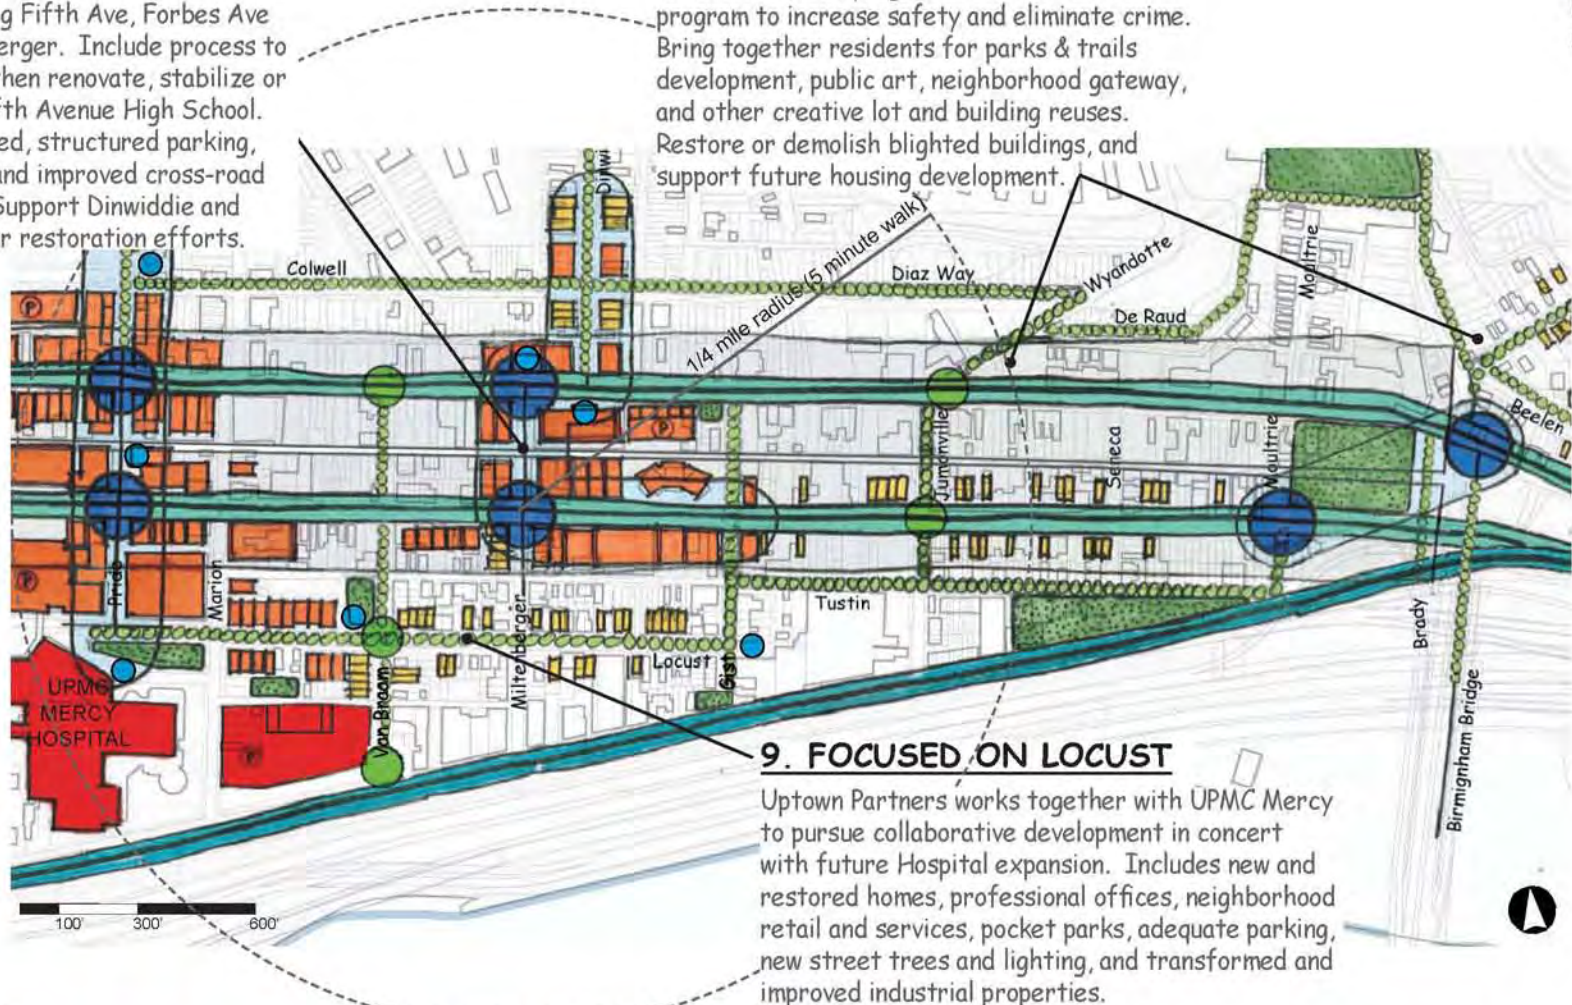 g Fifth Ave, Forbes Ave
erger. Include process to
hen renovate, stabilize or
fth Avenue High School.
ed, structured parking,
and improved cross-road
Support Dinwiddie and
r restoration efforts.
program to increase safety and eliminate crime.
Bring together residents for parks & trails
development, public art, neighborhood gateway,
and other creative lot and building reuses.
Restore or demolish blighted buildings, and
support future housing development.
Dinwi
Colwell
1/4 mile radius (5 minute walk)
Diaz Way
Wyandotte
De Raud
Moultrie
Beelen
P
P
Jumonville
Seneca
Moultrie
P
Pride
Marion
Tustin
Brady
Miltenberger
Locust
Gist
Van Braam
UPMC
MERCY
HOSPITAL
P
Birmignham Bridge
9. FOCUSED ON LOCUST
Uptown Partners works together with UPMC Mercy
to pursue collaborative development in concert
with future Hospital expansion. Includes new and
restored homes, professional offices, neighborhood
retail and services, pocket parks, adequate parking,
new street trees and lighting, and transformed and
improved industrial properties.
100' 300' 600'